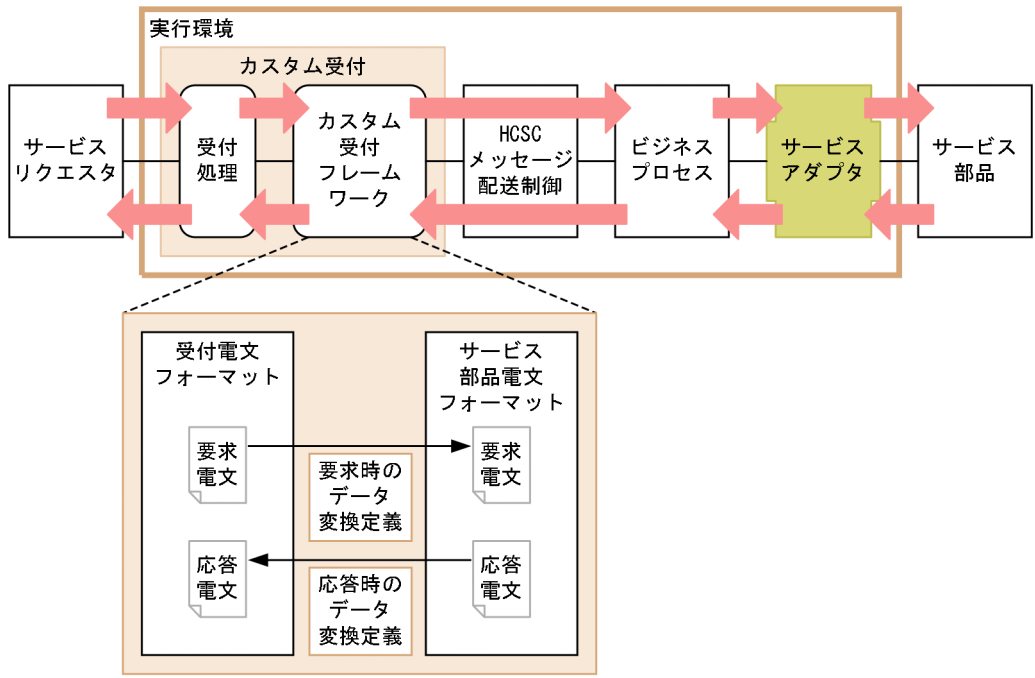 実行環境
カスタム受付
サービス
リクエスタ
受付
処理
カスタム
受付
フレーム
ワーク
HCSC
メッセージ
配送制御
ビジネス
プロセス
サービス
アダプタ
サービス
部品
受付電文
フォーマット
サービス
部品電文
フォーマット
要求
電文
要求時の
データ
変換定義
要求
電文
応答
電文
応答時の
データ
変換定義
応答
電文